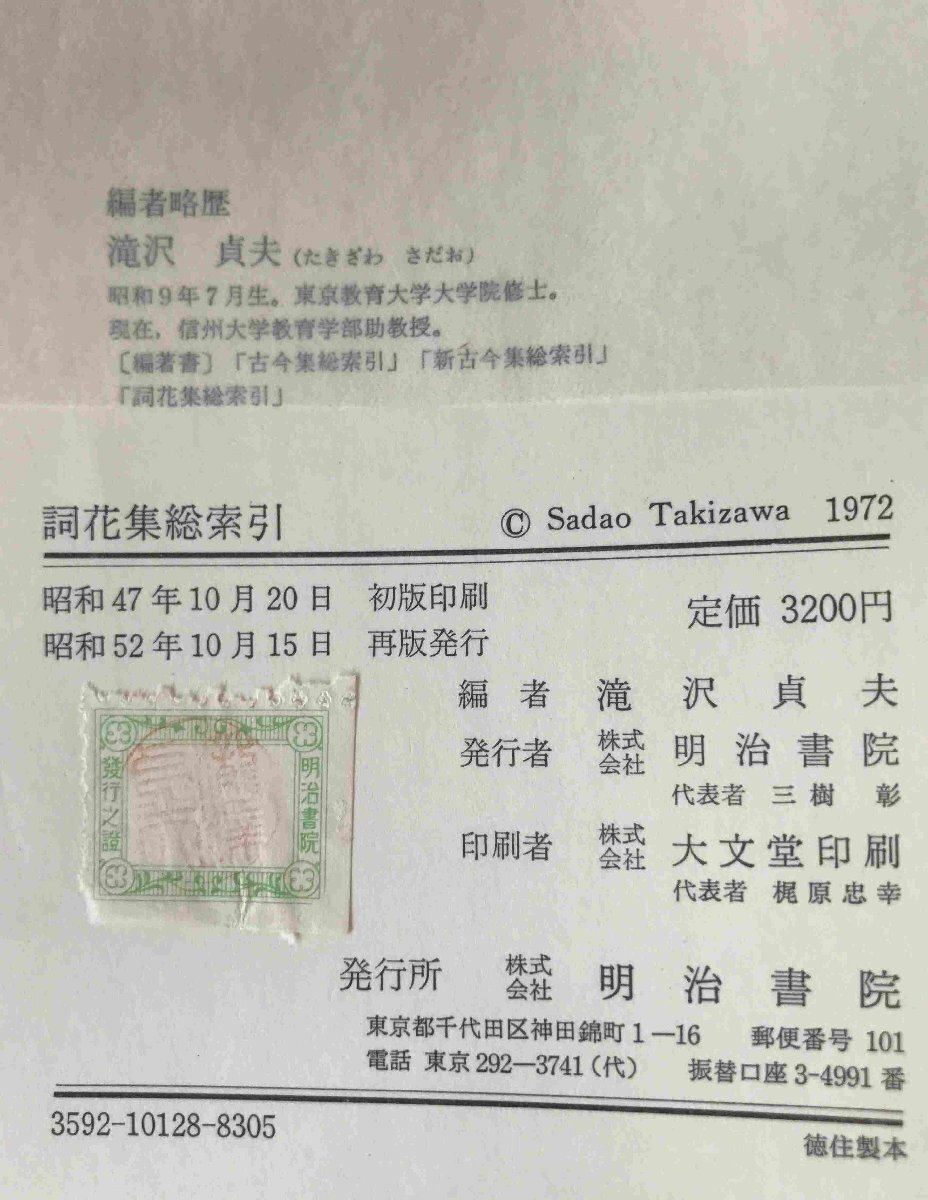 編者略歴
滝沢 貞夫(たきざわ さだお)
昭和9年7月生。東京教育大学大学院修士。
現在,信州大学教育学部助教授。
〔編著書〕「古今集総索引」「新古今集総索引」
「詞花集総索引」
詞花集総索引 © Sadao Takizawa 1972
昭和47年10月20日 初版印刷
昭和52年10月15日 再版発行
定価 3200円
編者 滝沢貞夫
発行者 株式会社 明治書院
代表者 三樹 彰
印刷者 株式会社 大文堂印刷
代表者 梶原忠幸
明治書院
發行之證
発行所 株式会社 明治書院
東京都千代田区神田錦町1―16 郵便番号 101
電話 東京292―3741(代) 振替口座3-4991番
3592-10128-8305
徳住製本